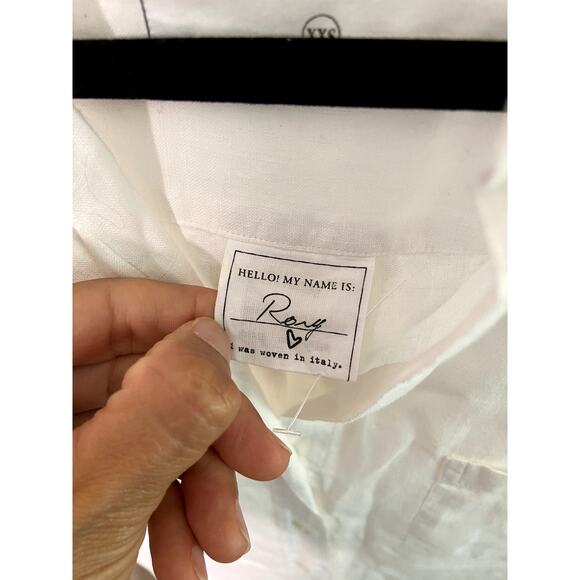 XXS
HELLO! MY NAME IS:
Rory
i was woven in italy.